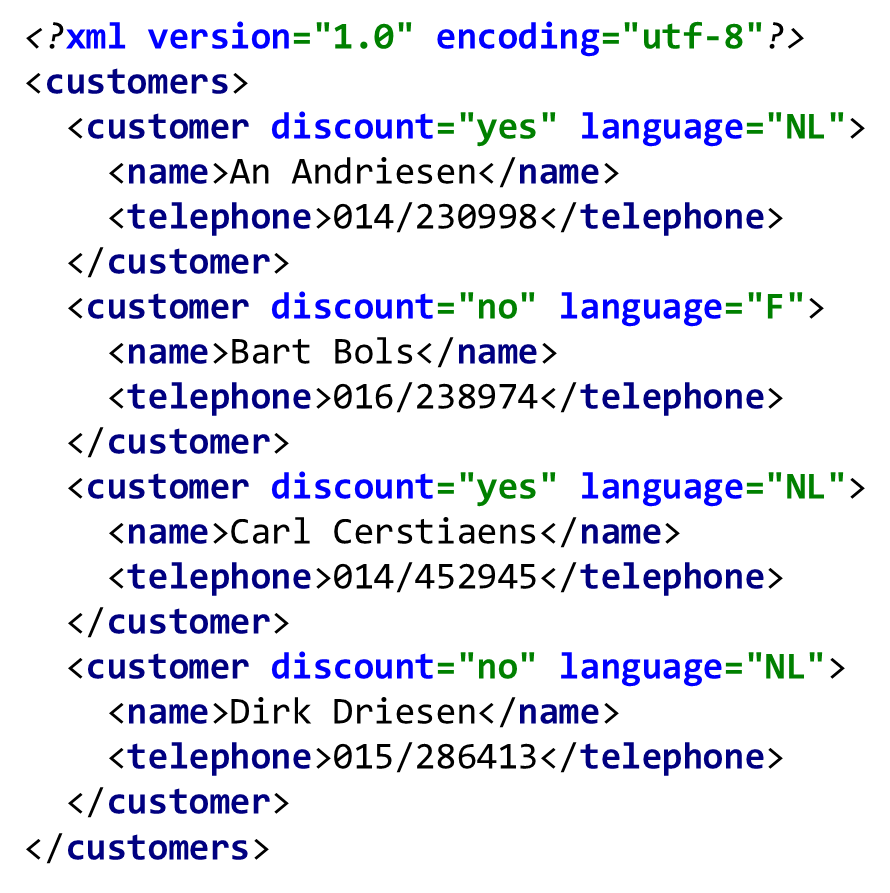 <?xml version="1.0" encoding="utf-8"?>
<customers>
  <customer discount="yes" language="NL">
    <name>An Andriesen</name>
    <telephone>014/230998</telephone>
  </customer>
  <customer discount="no" language="F">
    <name>Bart Bols</name>
    <telephone>016/238974</telephone>
  </customer>
  <customer discount="yes" language="NL">
    <name>Carl Cerstiaens</name>
    <telephone>014/452945</telephone>
  </customer>
  <customer discount="no" language="NL">
    <name>Dirk Driesen</name>
    <telephone>015/286413</telephone>
  </customer>
</customers>